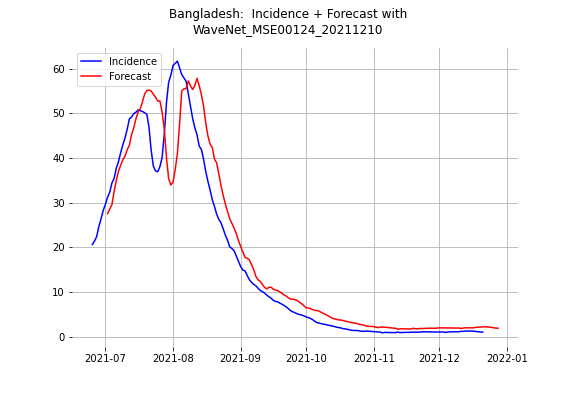 Bangladesh:  Incidence + Forecast with
WaveNet_MSE00124_20211210
Incidence
Forecast
60
50
40
30
20
10
0
2021-07 2021-08 2021-09 2021-10 2021-11 2021-12 2022-01